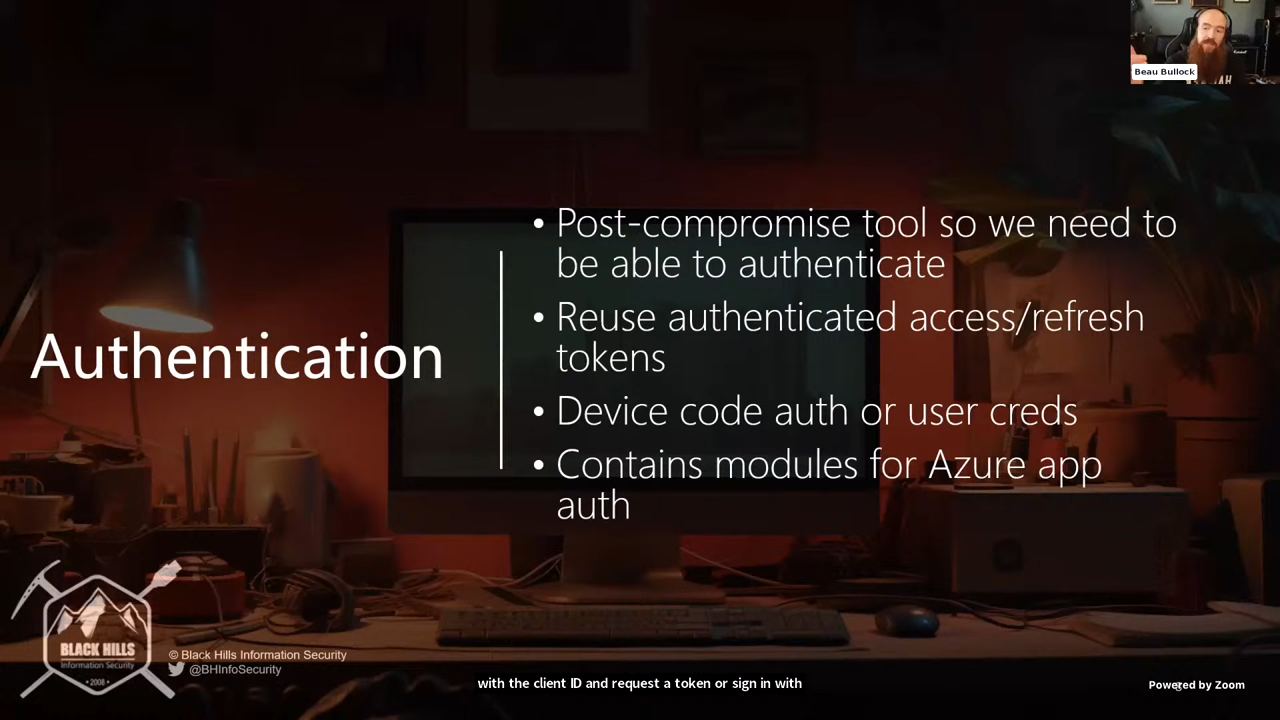 Beau Bullock
Authentication
• Post-compromise tool so we need to
be able to authenticate
• Reuse authenticated access/refresh
tokens
• Device code auth or user creds
• Contains modules for Azure app
auth
BLACK HILLS
Information Security
• 2008 •
© Black Hills Information Security
@BHInfoSecurity
with the client ID and request a token or sign in with
Powered by Zoom